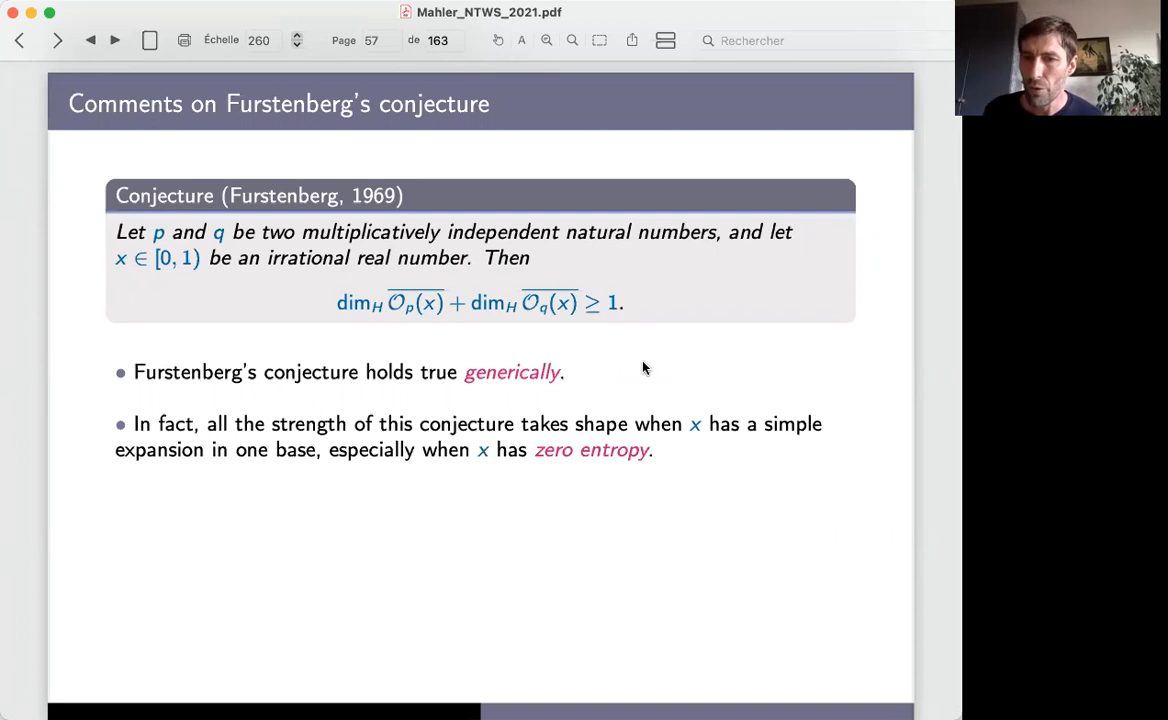 Mahler_NTWS_2021.pdf
Échelle 260 Page 57 de 163 Rechercher
Comments on Furstenberg's conjecture
Conjecture (Furstenberg, 1969)
Let p and q be two multiplicatively independent natural numbers, and let
x ∈ [0, 1) be an irrational real number. Then
dim_H \overline{𝒪_p(x)} + dim_H \overline{𝒪_q(x)} ≥ 1.
• Furstenberg's conjecture holds true generically.
• In fact, all the strength of this conjecture takes shape when x has a simple
expansion in one base, especially when x has zero entropy.